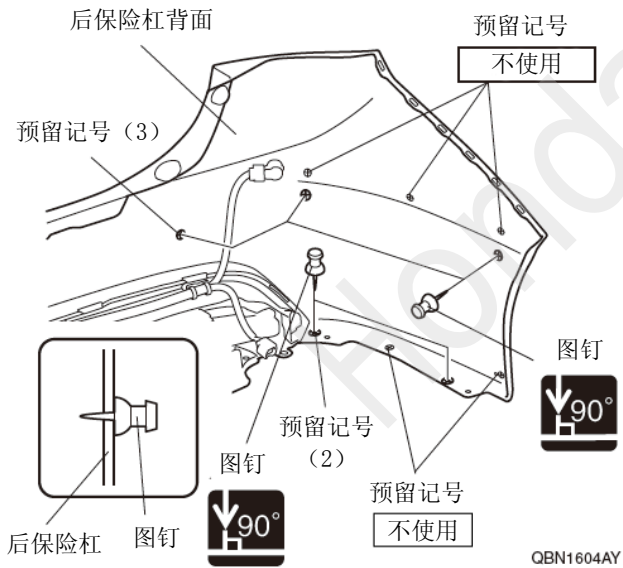 后保险杠背面
预留记号
不使用
预留记号（3）
图钉
90°
预留记号
（2）
图钉
90°
预留记号
不使用
后保险杠
图钉
QBN1604AY
Honda